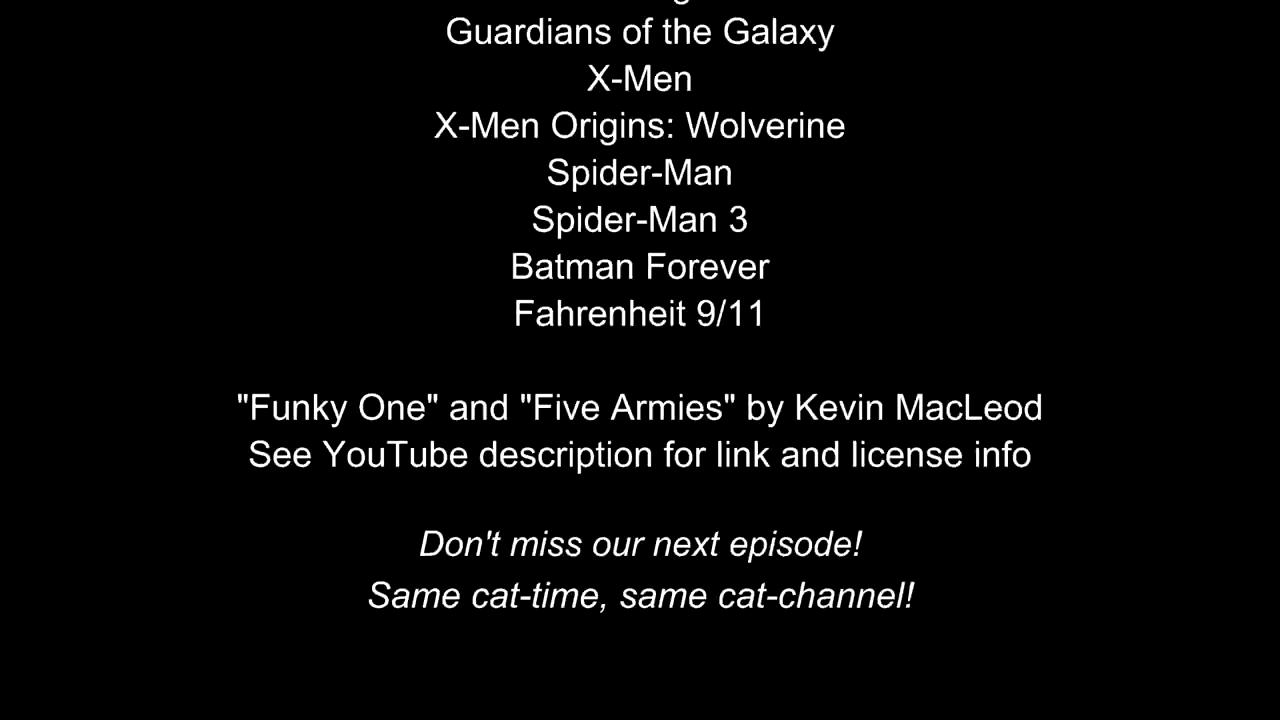 Guardians of the Galaxy
X-Men
X-Men Origins: Wolverine
Spider-Man
Spider-Man 3
Batman Forever
Fahrenheit 9/11
"Funky One" and "Five Armies" by Kevin MacLeod
See YouTube description for link and license info
Don't miss our next episode!
Same cat-time, same cat-channel!